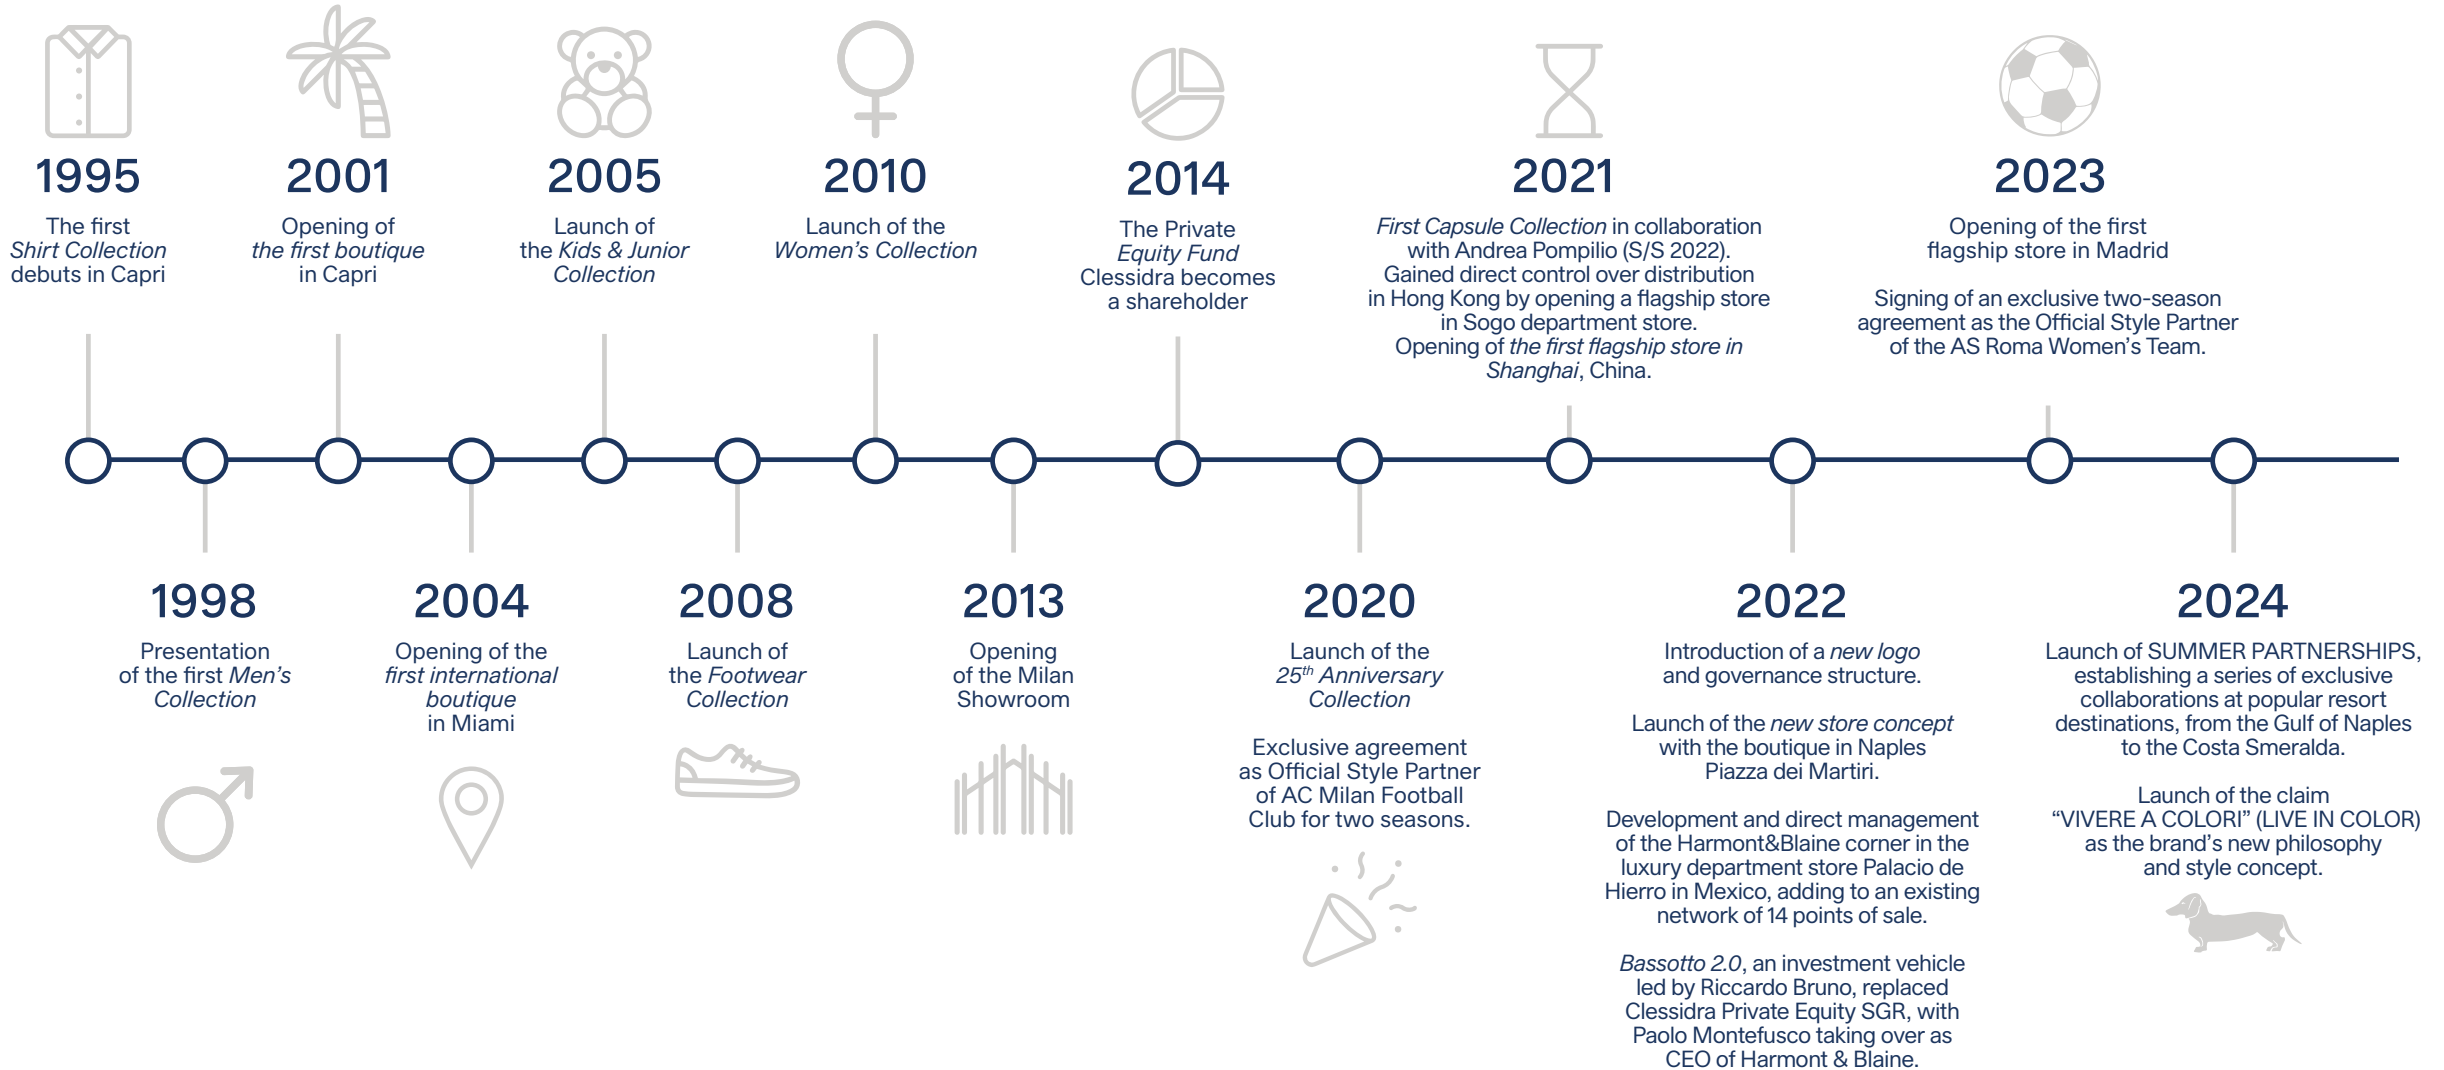 1995
The first
Shirt Collection
debuts in Capri
2001
Opening of
the first boutique
in Capri
2005
Launch of
the Kids & Junior
Collection
2010
Launch of the
Women's Collection
2014
The Private
Equity Fund
Clessidra becomes
a shareholder
2021
First Capsule Collection in collaboration
with Andrea Pompilio (S/S 2022).
Gained direct control over distribution
in Hong Kong by opening a flagship store
in Sogo department store.
Opening of the first flagship store in
Shanghai, China.
2023
Opening of the first
flagship store in Madrid
Signing of an exclusive two-season
agreement as the Official Style Partner
of the AS Roma Women's Team.
1998
Presentation
of the first Men's
Collection
2004
Opening of the
first international
boutique
in Miami
2008
Launch of
the Footwear
Collection
2013
Opening
of the Milan
Showroom
2020
Launch of the
25th Anniversary
Collection
Exclusive agreement
as Official Style Partner
of AC Milan Football
Club for two seasons.
2022
Introduction of a new logo
and governance structure.
Launch of the new store concept
with the boutique in Naples
Piazza dei Martiri.
Development and direct management
of the Harmont&Blaine corner in the
luxury department store Palacio de
Hierro in Mexico, adding to an existing
network of 14 points of sale.
Bassotto 2.0, an investment vehicle
led by Riccardo Bruno, replaced
Clessidra Private Equity SGR, with
Paolo Montefusco taking over as
CEO of Harmont & Blaine.
2024
Launch of SUMMER PARTNERSHIPS,
establishing a series of exclusive
collaborations at popular resort
destinations, from the Gulf of Naples
to the Costa Smeralda.
Launch of the claim
“VIVERE A COLORI” (LIVE IN COLOR)
as the brand's new philosophy
and style concept.